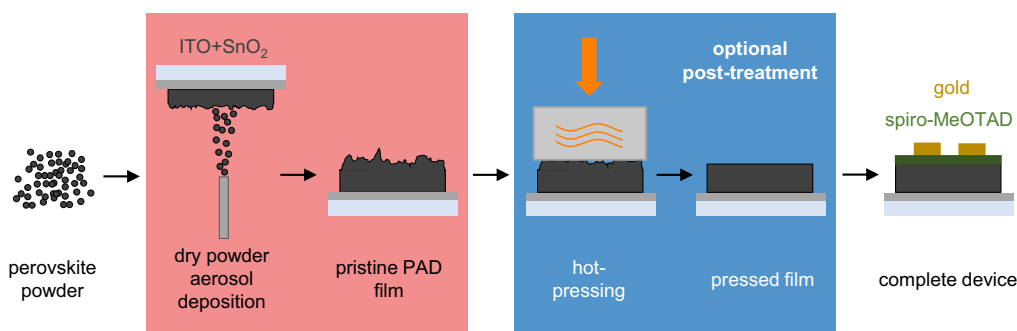 ITO+SnO₂
optional
post-treatment
gold
spiro-MeOTAD
perovskite
powder
dry powder
aerosol
deposition
pristine PAD
film
hot-
pressing
pressed film
complete device